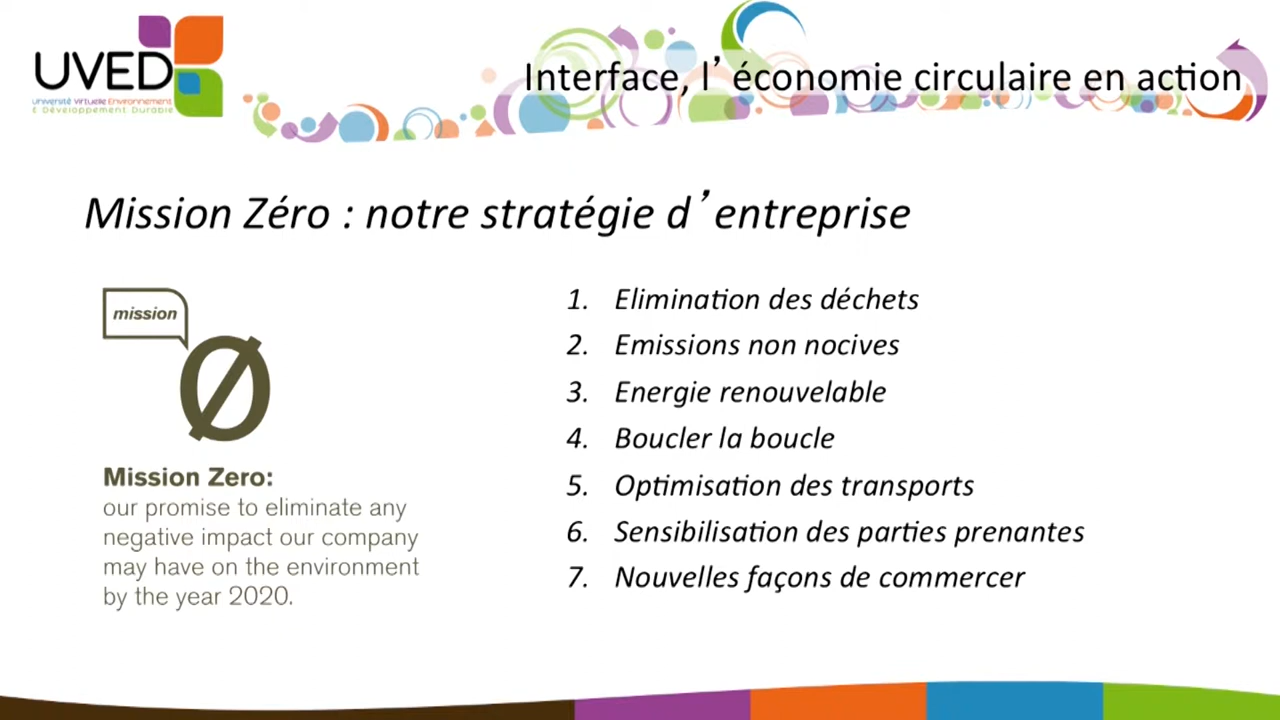 UVED
Université Virtuelle Environnement
& Développement Durable
Interface, l’économie circulaire en action
Mission Zéro : notre stratégie d’entreprise
mission
Ø
Mission Zero:
our promise to eliminate any
negative impact our company
may have on the environment
by the year 2020.
1. Elimination des déchets
2. Emissions non nocives
3. Energie renouvelable
4. Boucler la boucle
5. Optimisation des transports
6. Sensibilisation des parties prenantes
7. Nouvelles façons de commercer